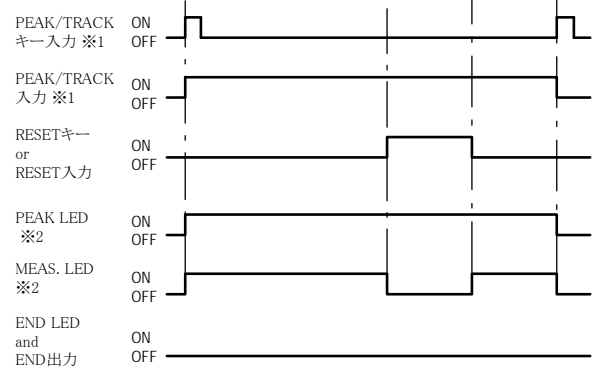 PEAK/TRACK ON
キー入力 ※1 OFF
PEAK/TRACK ON
入力 ※1 OFF
RESETキー ON
or OFF
RESET入力
PEAK LED ON
※2 OFF
MEAS. LED ON
※2 OFF
END LED ON
and
END出力 OFF